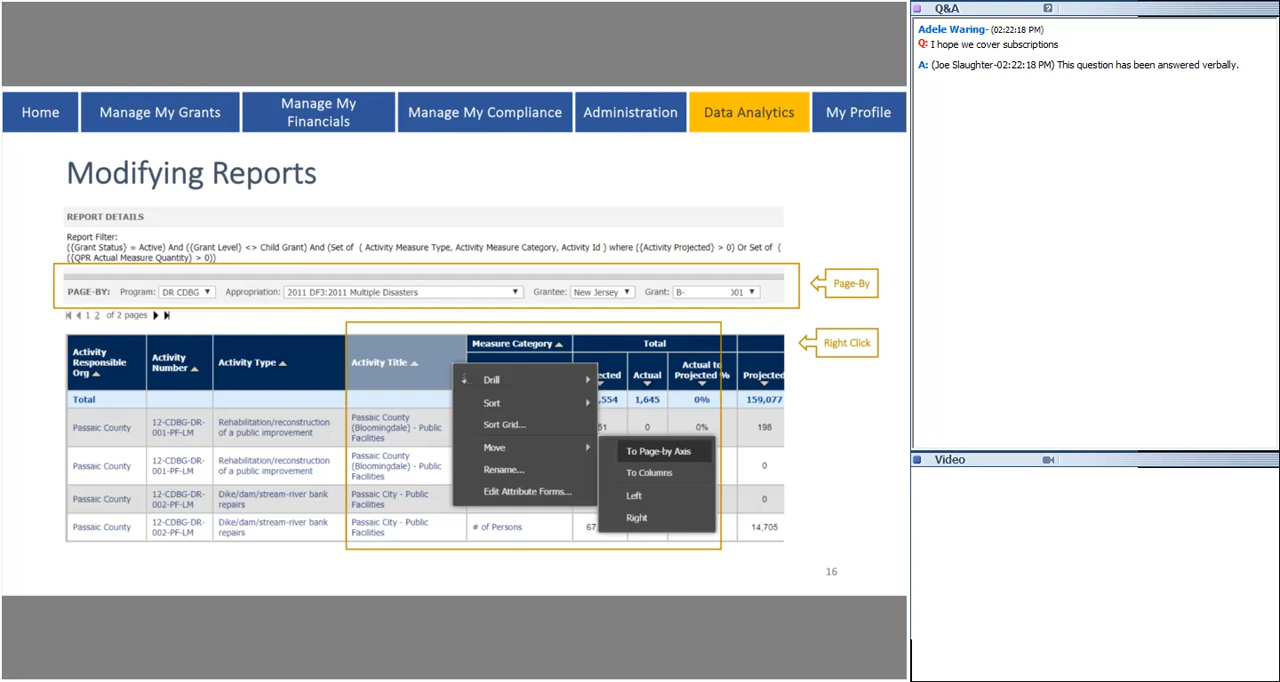 Home
Manage My Grants
Manage My
Financials
Manage My Compliance
Administration
Data Analytics
My Profile
Modifying Reports
REPORT DETAILS
Report Filter:
({Grant Status} = Active) And ({Grant Level} <> Child Grant) And (Set of ( Activity Measure Type, Activity Measure Category, Activity Id ) where ({Activity Projected} > 0) Or Set of (
({QPR Actual Measure Quantity} > 0))
PAGE-BY: Program: DR CDBG Appropriation: 2011 DF3:2011 Multiple Disasters Grantee: New Jersey Grant: B- 01
Page-By
1 2 of 2 pages
Right Click
Activity
Responsible
Org
Activity
Number
Activity Type
Activity Title
Measure Category
Total
Actual
Actual to
Projected %
Projected
Total
,554 1,645 0% 159,077
Passaic County
12-CDBG-DR-
001-PF-LM
Rehabilitation/reconstruction
of a public improvement
Passaic County
(Bloomingdale) - Public
Facilities
51 0 0% 198
Passaic County
12-CDBG-DR-
001-PF-LM
Rehabilitation/reconstruction
of a public improvement
Passaic County
(Bloomingdale) - Public
Facilities
0
Passaic County
12-CDBG-DR-
002-PF-LM
Dike/dam/stream-river bank
repairs
Passaic City - Public
Facilities
0
Passaic County
12-CDBG-DR-
002-PF-LM
Dike/dam/stream-river bank
repairs
Passaic City - Public
Facilities
# of Persons
67
14,705
Drill
Sort
Sort Grid...
Move
Rename...
Edit Attribute Forms...
To Page-by Axis
To Columns
Left
Right
16
Q&A
Adele Waring- (02:22:18 PM)
Q: I hope we cover subscriptions
A: (Joe Slaughter-02:22:18 PM) This question has been answered verbally.
Video